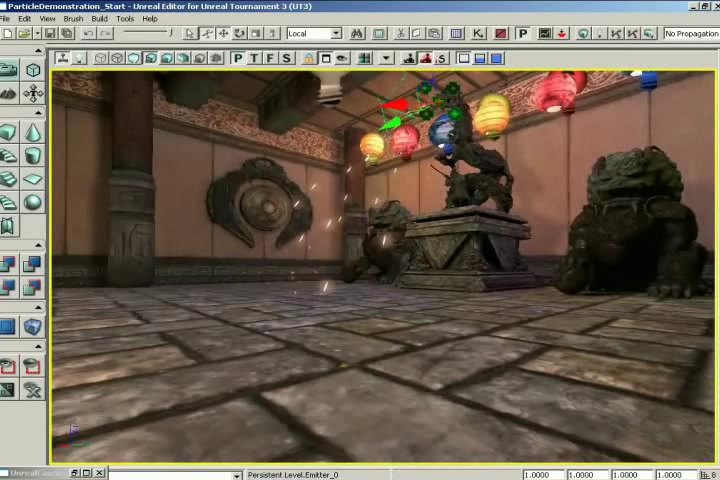 ParticleDemonstration_Start - Unreal Editor for Unreal Tournament 3 (UT3)
File Edit View Brush Build Tools Help
Local
P
No Propagation
P T F S
S
Persistent Level.Emitter_0
1.0000 1.0000 1.0000 1.0000 8